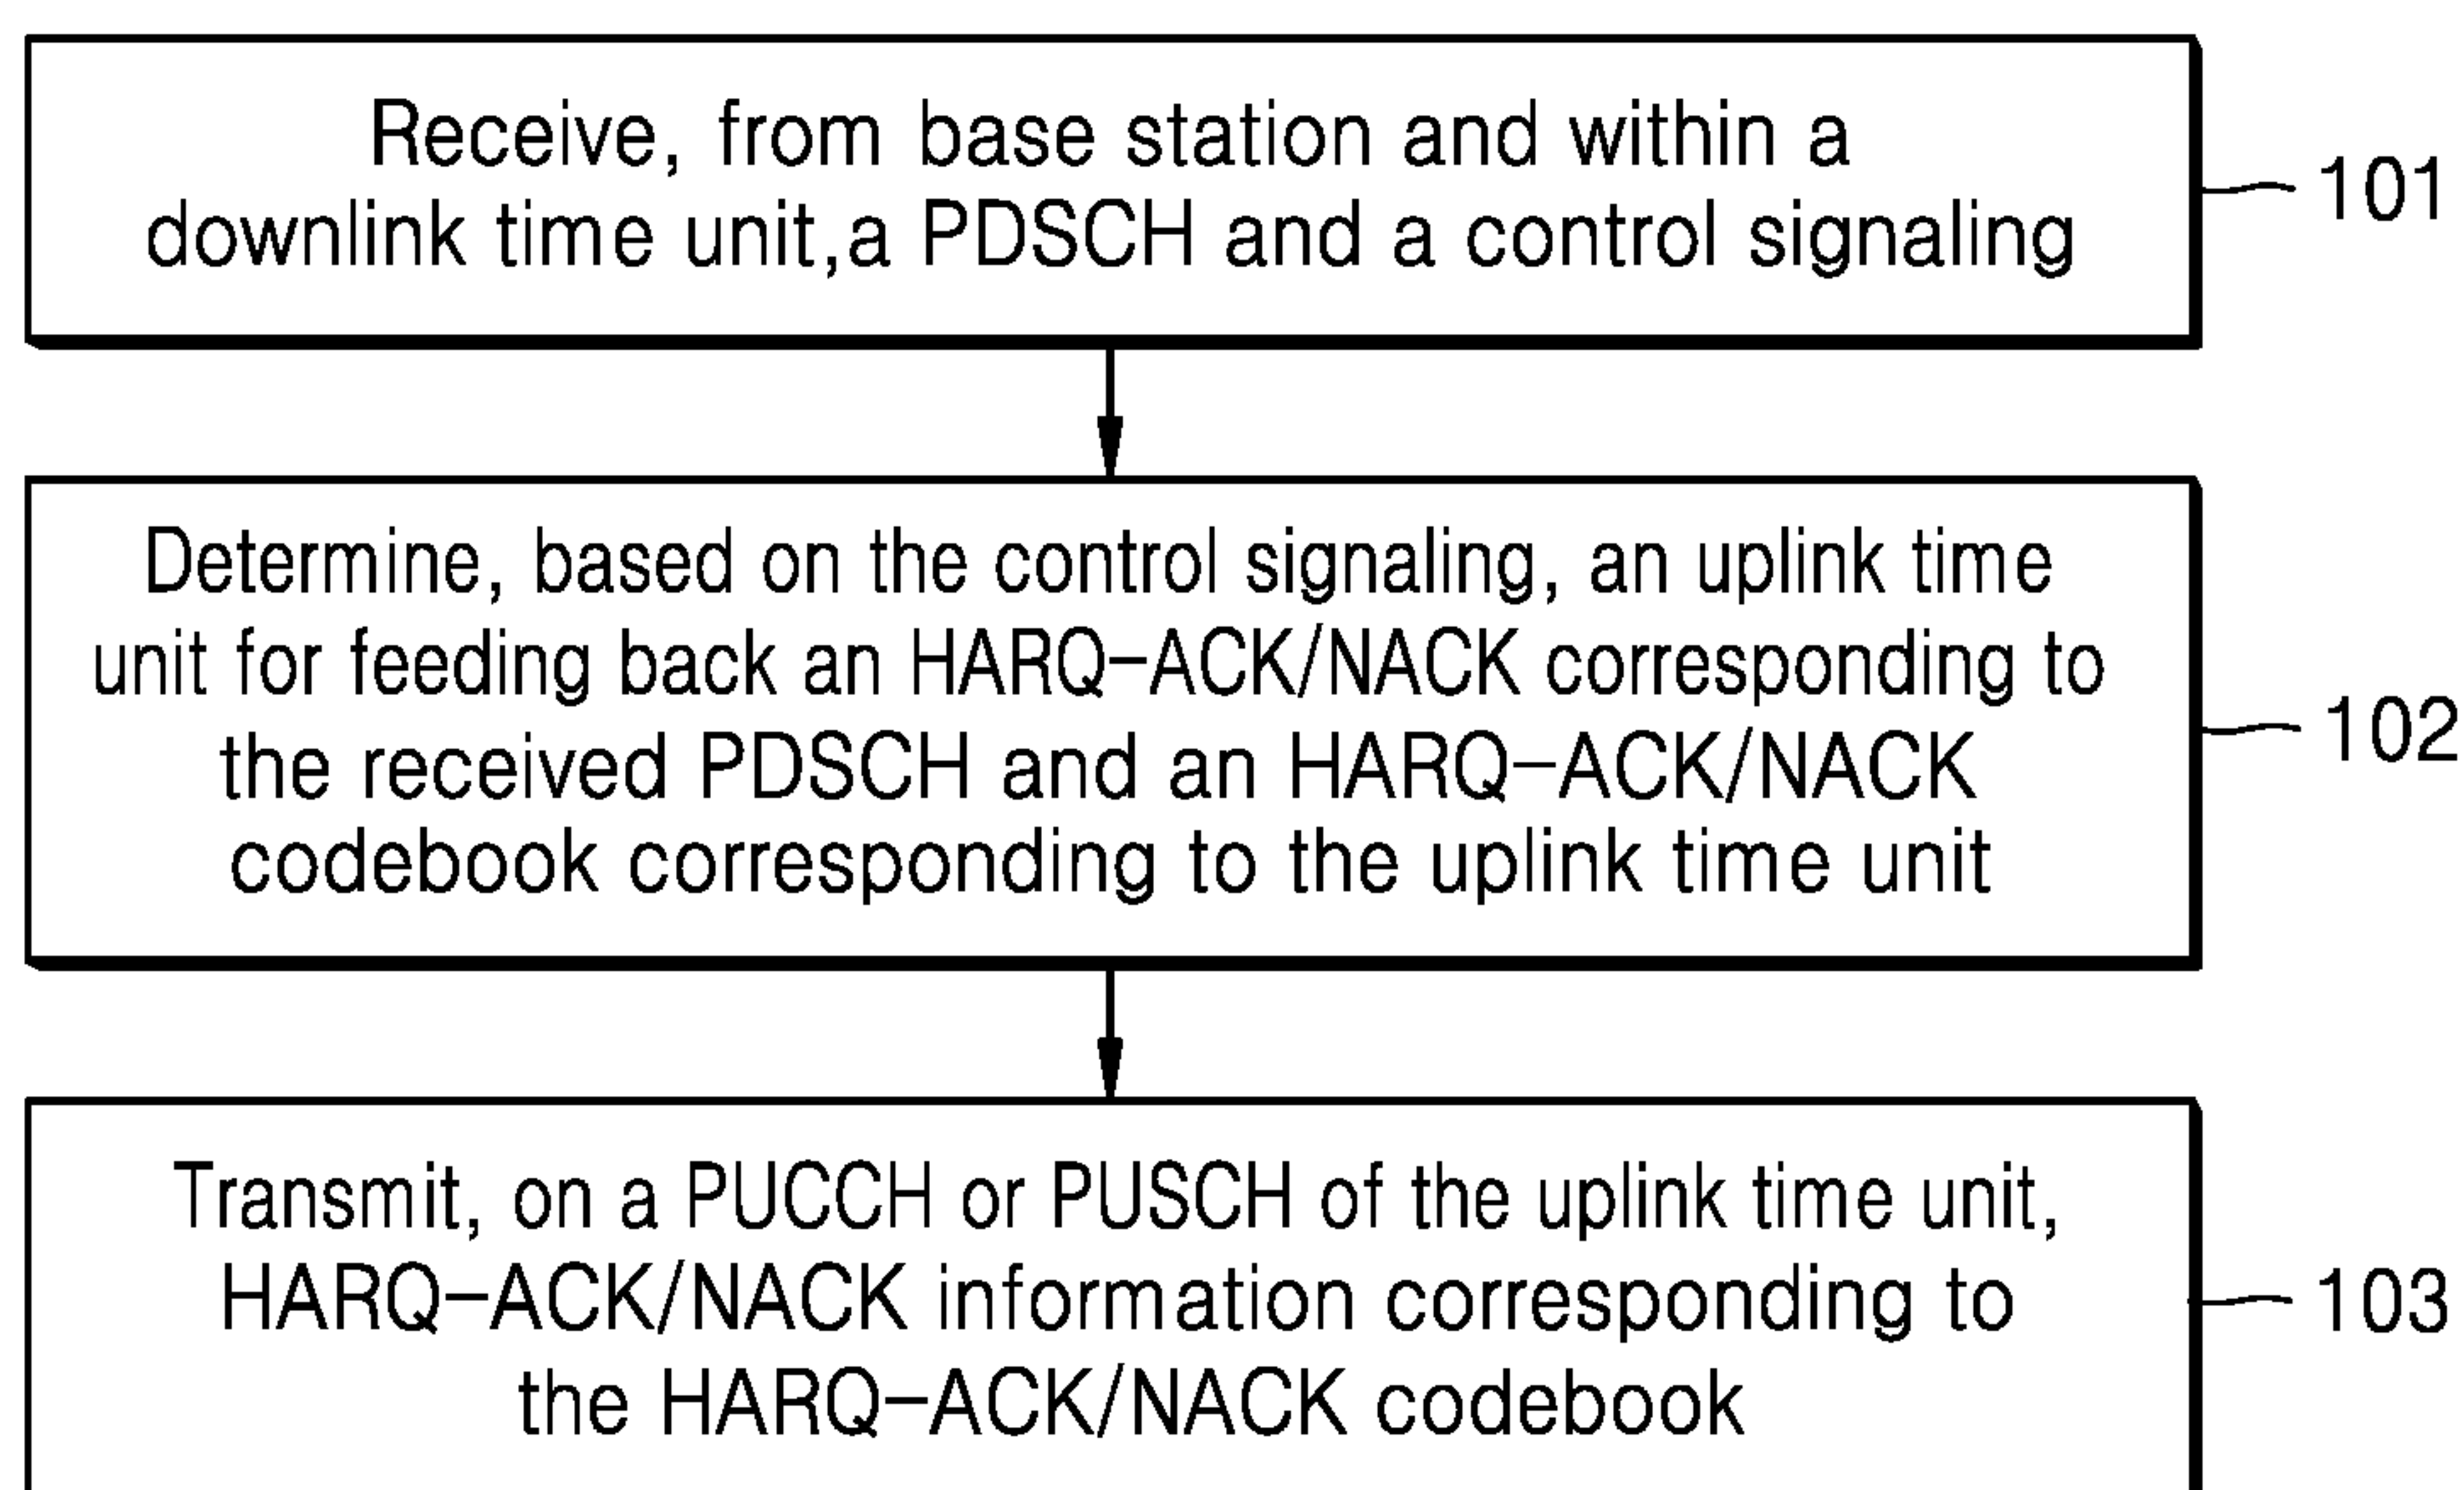 Receive, from base station and within a
downlink time unit,a PDSCH and a control signaling
101
Determine, based on the control signaling, an uplink time
unit for feeding back an HARQ-ACK/NACK corresponding to
the received PDSCH and an HARQ-ACK/NACK
codebook corresponding to the uplink time unit
102
Transmit, on a PUCCH or PUSCH of the uplink time unit,
HARQ-ACK/NACK information corresponding to
the HARQ-ACK/NACK codebook
103